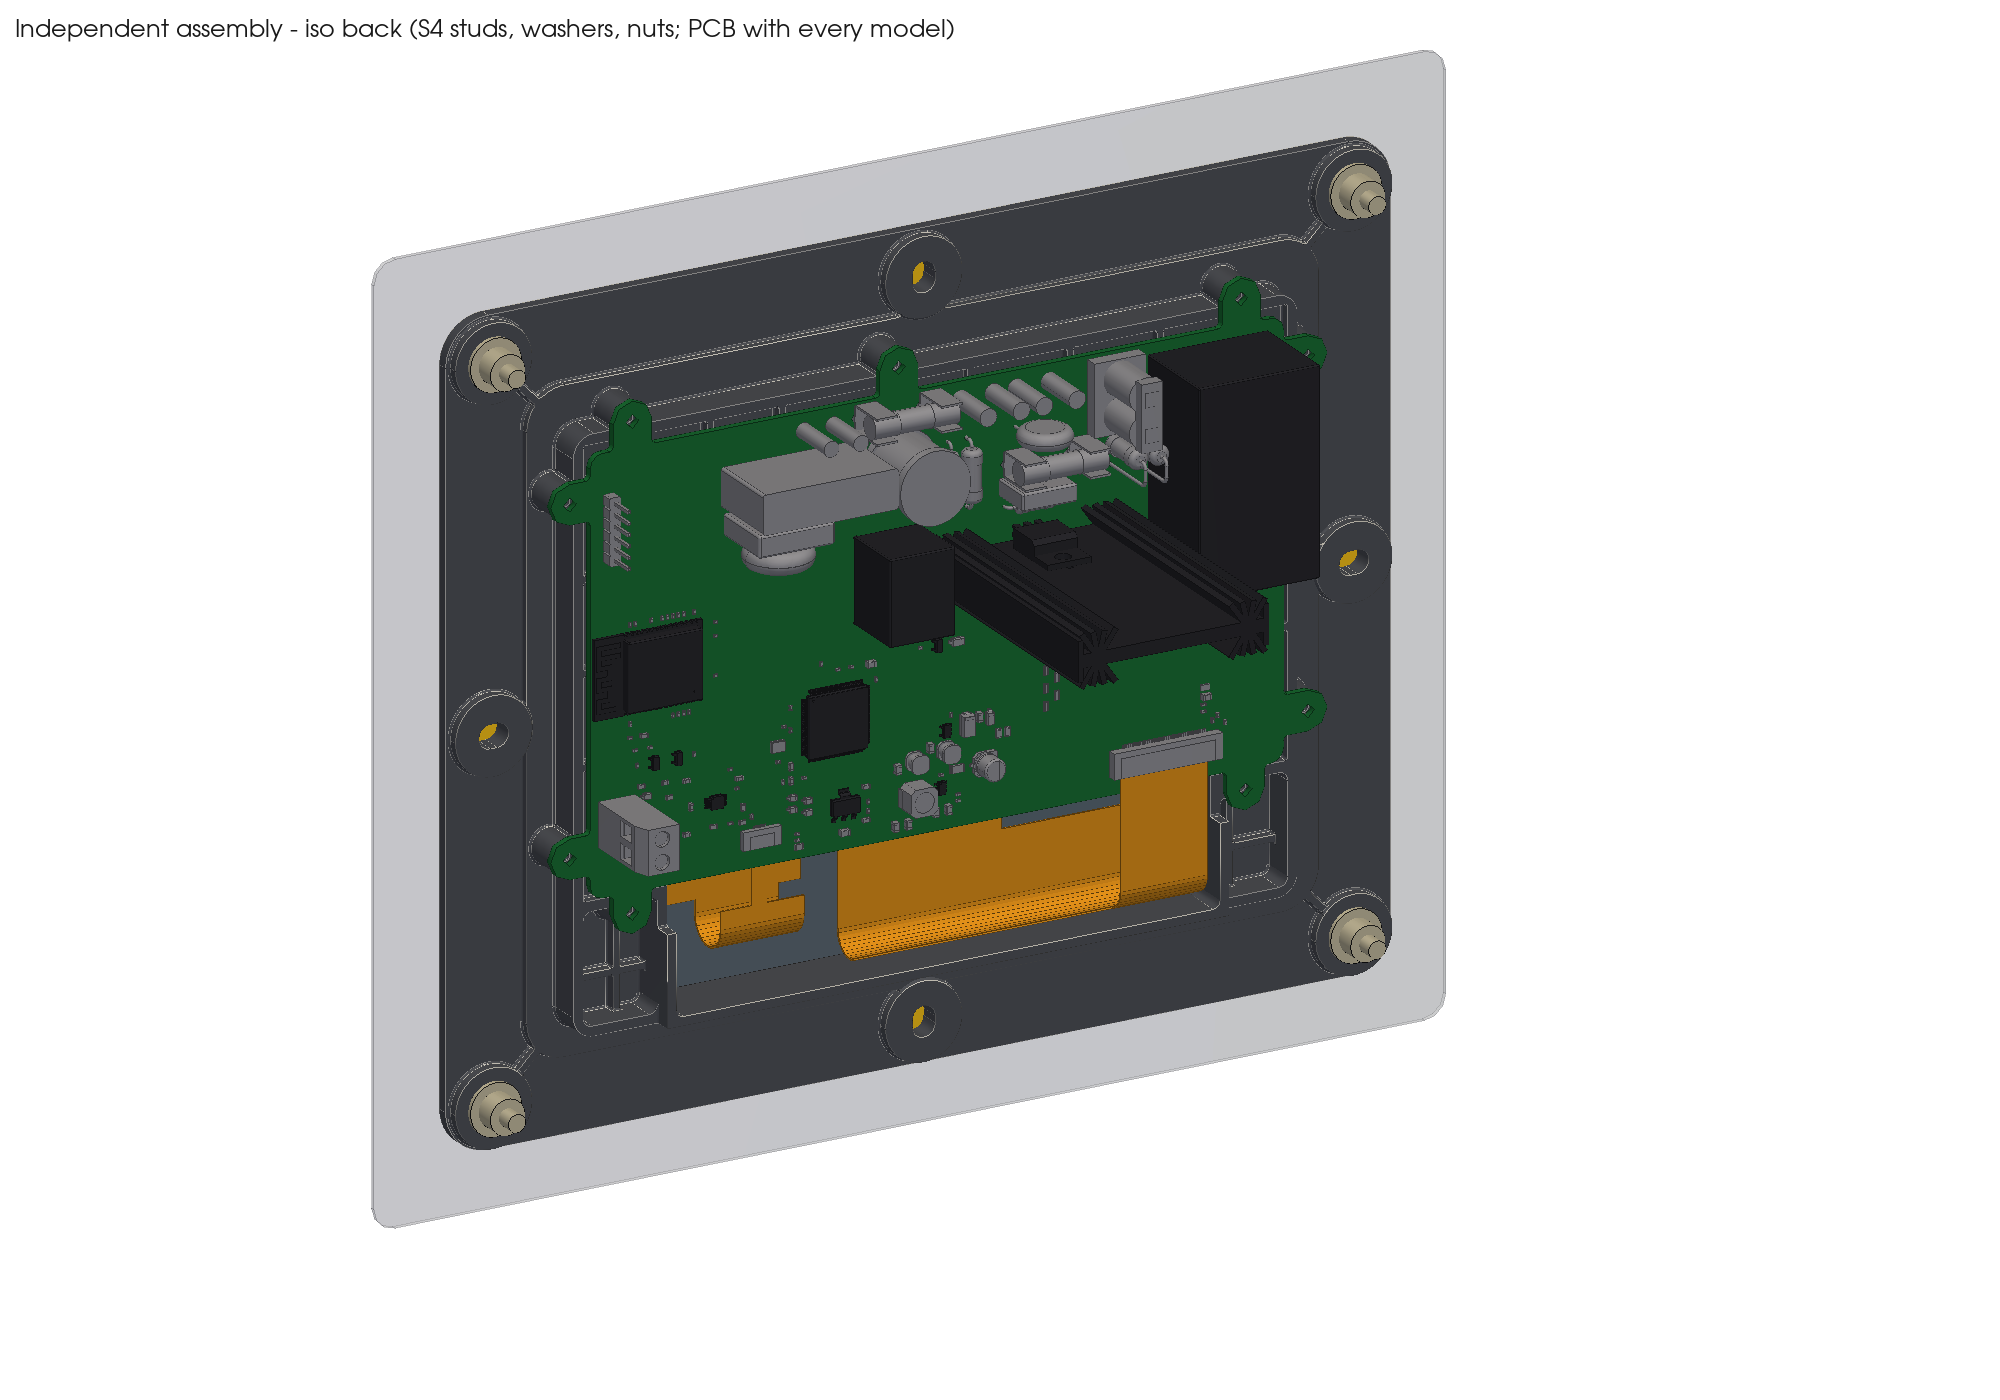 Independent assembly - iso back (S4 studs, washers, nuts; PCB with every model)